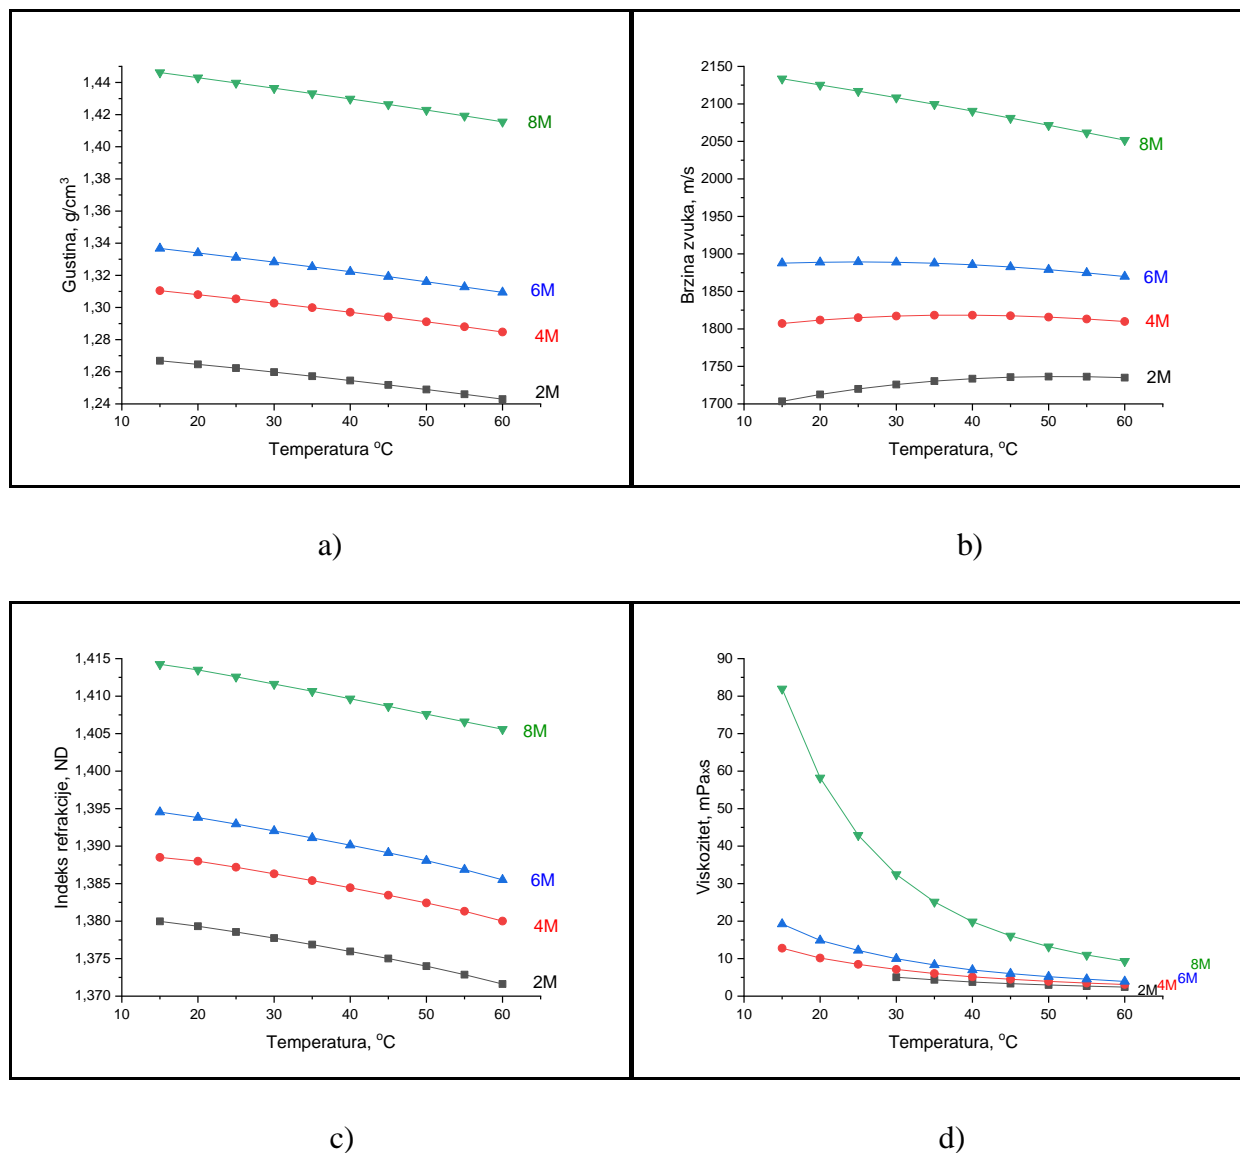 Gustina, g/cm³
1,44
1,42
1,40
1,38
1,36
1,34
1,32
1,30
1,28
1,26
1,24
8M
6M
4M
2M
10 20 30 40 50 60
Temperatura °C
Brzina zvuka, m/s
2150
2100
2050
2000
1950
1900
1850
1800
1750
1700
8M
6M
4M
2M
10 20 30 40 50 60
Temperatura, °C
a) b)
Indeks refrakcije, ND
1,415
1,410
1,405
1,400
1,395
1,390
1,385
1,380
1,375
1,370
8M
6M
4M
2M
10 20 30 40 50 60
Temperatura, °C
Viskozitet, mPaxs
90
80
70
60
50
40
30
20
10
0
8M
6M
4M
2M
10 20 30 40 50 60
Temperatura, °C
c) d)